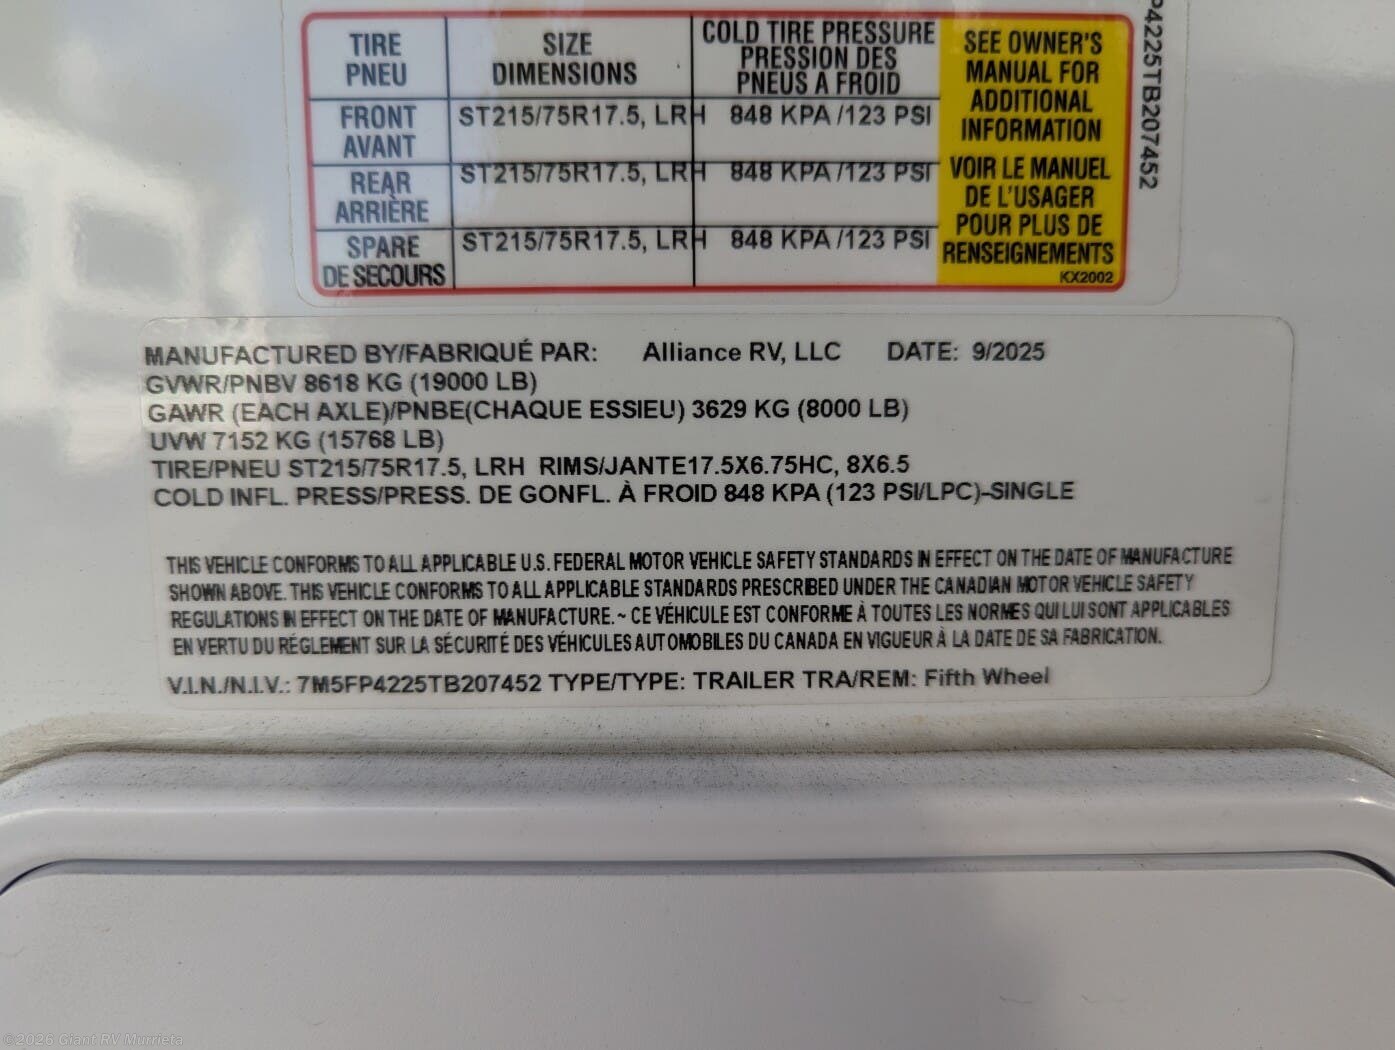 TIRE SIZE COLD TIRE PRESSURE
PNEU DIMENSIONS PRESSION DES
PNEUS A FROID
FRONT ST215/75R17.5, LRH 848 KPA /123 PSI
AVANT
REAR ST215/75R17.5, LRH 848 KPA /123 PSI
ARRIÈRE
SPARE ST215/75R17.5, LRH 848 KPA /123 PSI
DE SECOURS
SEE OWNER'S
MANUAL FOR
ADDITIONAL
INFORMATION
VOIR LE MANUEL
DE L'USAGER
POUR PLUS DE
RENSEIGNEMENTS
KX2002
P4225TB207452
MANUFACTURED BY/FABRIQUÉ PAR: Alliance RV, LLC DATE: 9/2025
GVWR/PNBV 8618 KG (19000 LB)
GAWR (EACH AXLE)/PNBE(CHAQUE ESSIEU) 3629 KG (8000 LB)
UVW 7152 KG (15768 LB)
TIRE/PNEU ST215/75R17.5, LRH RIMS/JANTE17.5X6.75HC, 8X6.5
COLD INFL. PRESS/PRESS. DE GONFL. À FROID 848 KPA (123 PSI/LPC)-SINGLE
THIS VEHICLE CONFORMS TO ALL APPLICABLE U.S. FEDERAL MOTOR VEHICLE SAFETY STANDARDS IN EFFECT ON THE DATE OF MANUFACTURE
SHOWN ABOVE. THIS VEHICLE CONFORMS TO ALL APPLICABLE STANDARDS PRESCRIBED UNDER THE CANADIAN MOTOR VEHICLE SAFETY
REGULATIONS IN EFFECT ON THE DATE OF MANUFACTURE. ~ CE VÉHICULE EST CONFORME À TOUTES LES NORMES QUI LUI SONT APPLICABLES
EN VERTU DU RÉGLEMENT SUR LA SÉCURITÉ DES VÉHICULES AUTOMOBILES DU CANADA EN VIGUEUR À LA DATE DE SA FABRICATION.
V.I.N./N.I.V.: 7M5FP4225TB207452 TYPE/TYPE: TRAILER TRA/REM: Fifth Wheel
©2026 Giant RV Murrieta